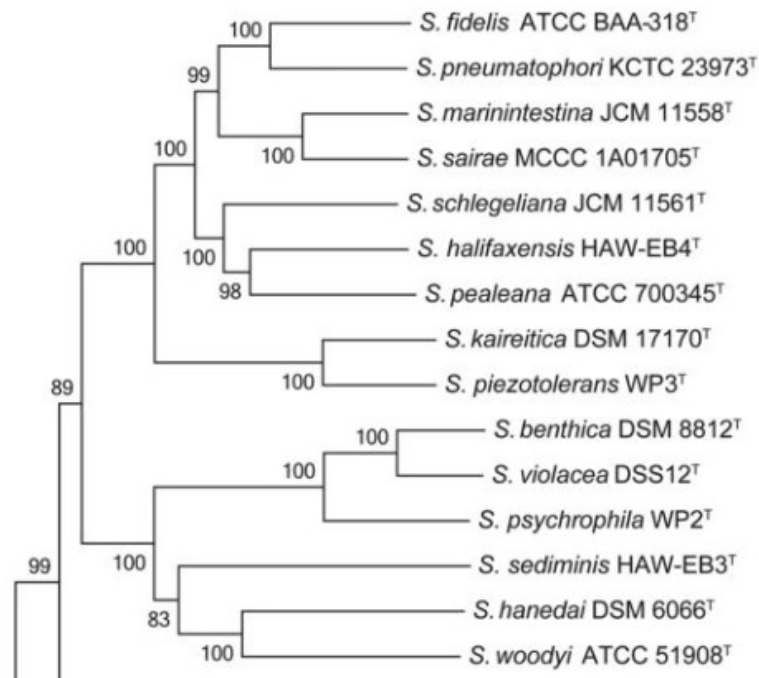 100
S. fidelis ATCC BAA-318ᵀ
99
S. pneumatophori KCTC 23973ᵀ
S. marinintestina JCM 11558ᵀ
100
100
S. sairae MCCC 1A01705ᵀ
S. schlegeliana JCM 11561ᵀ
100
100
S. halifaxensis HAW-EB4ᵀ
98
S. pealeana ATCC 700345ᵀ
S. kaireitica DSM 17170ᵀ
100
S. piezotolerans WP3ᵀ
89
100
S. benthica DSM 8812ᵀ
100
S. violacea DSS12ᵀ
S. psychrophila WP2ᵀ
99
100
S. sediminis HAW-EB3ᵀ
83
S. hanedai DSM 6066ᵀ
100
S. woodyi ATCC 51908ᵀ